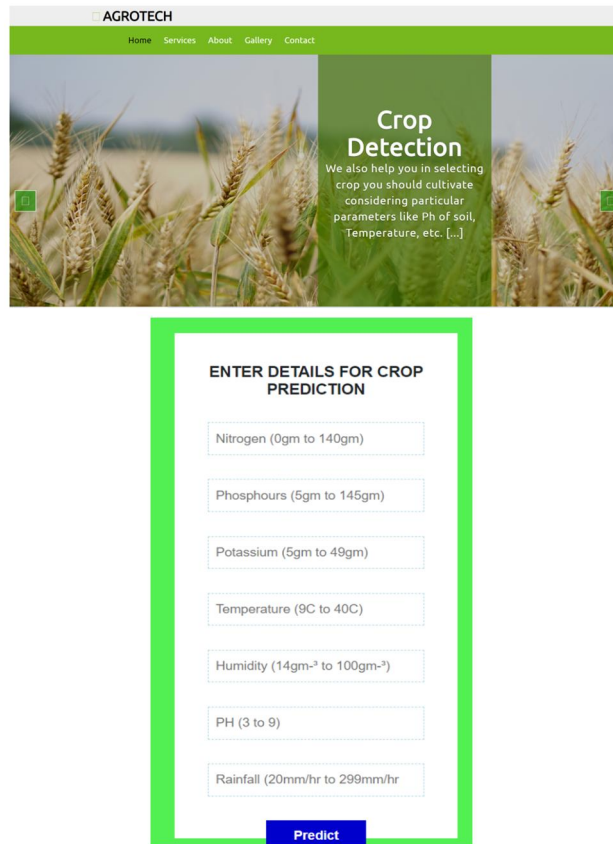 AGROTECH
Home Services About Gallery Contact
Crop
Detection
We also help you in selecting
crop you should cultivate
considering particular
parameters like Ph of soil,
Temperature, etc. [...]
ENTER DETAILS FOR CROP
PREDICTION
Nitrogen (0gm to 140gm)
Phosphours (5gm to 145gm)
Potassium (5gm to 49gm)
Temperature (9C to 40C)
Humidity (14gm-³ to 100gm-³)
PH (3 to 9)
Rainfall (20mm/hr to 299mm/hr
Predict